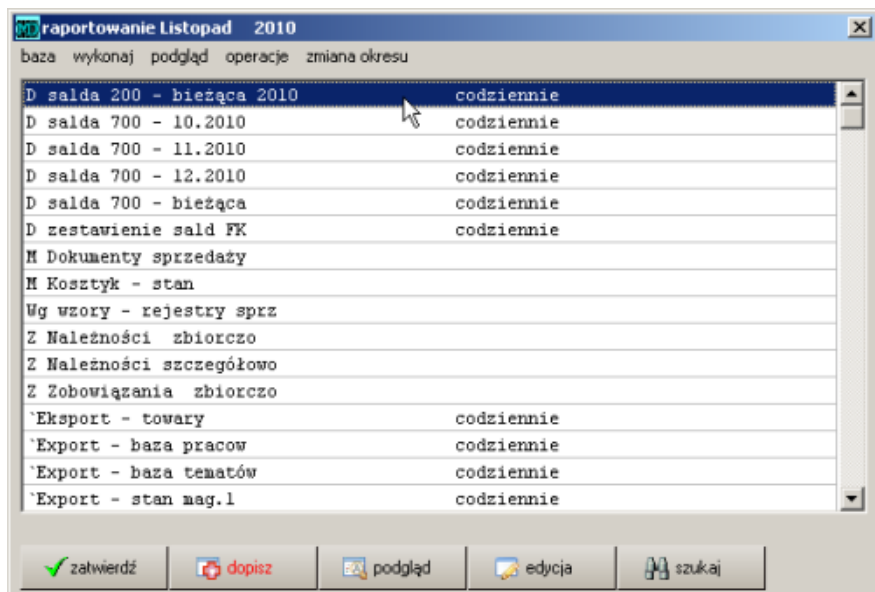 MD raportowanie Listopad 2010
baza wykonaj podgląd operacje zmiana okresu
D salda 200 - bieżąca 2010 codziennie
D salda 700 - 10.2010 codziennie
D salda 700 - 11.2010 codziennie
D salda 700 - 12.2010 codziennie
D salda 700 - bieżąca codziennie
D zestawienie sald FK codziennie
M Dokumenty sprzedaży
M Kosztyk - stan
Wg wzory - rejestry sprz
Z Należności zbiorczo
Z Należności szczegółowo
Z Zobowiązania zbiorczo
`Eksport - towary codziennie
`Export - baza pracow codziennie
`Export - baza tematów codziennie
`Export - stan mag.1 codziennie
zatwierdź dopisz podgląd edycja szukaj